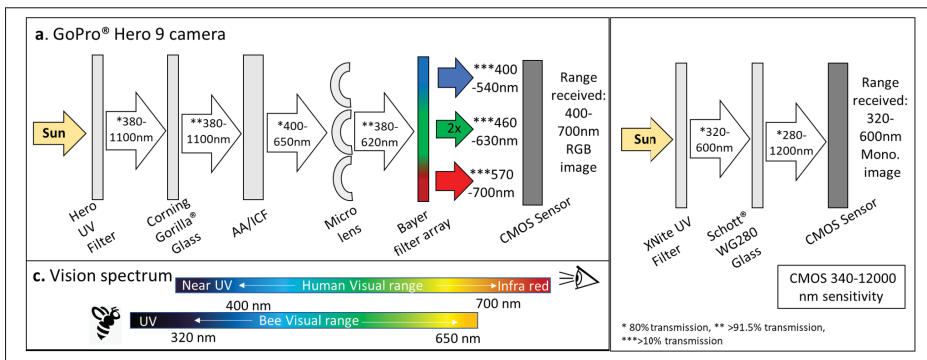 a. GoPro® Hero 9 camera
Sun
*380-
1100nm
**380-
1100nm
*400-
650nm
**380-
620nm
***400
-540nm
2x
***460
-630nm
***570
-700nm
Range
received:
400-
700nm
RGB
image
Hero
UV
Filter
Corning
Gorilla®
Glass
AA/ICF
Micro
lens
Bayer
filter array
CMOS Sensor
Sun
*320-
600nm
*280-
1200nm
Range
received:
320-
600nm
Mono.
image
XNite UV
Filter
Schott®
WG280
Glass
CMOS Sensor
CMOS 340-12000
nm sensitivity
* 80% transmission, ** >91.5% transmission,
***>10% transmission
c. Vision spectrum
Near UV
Human Visual range
Infra red
400 nm
700 nm
UV
Bee Visual range
320 nm
650 nm